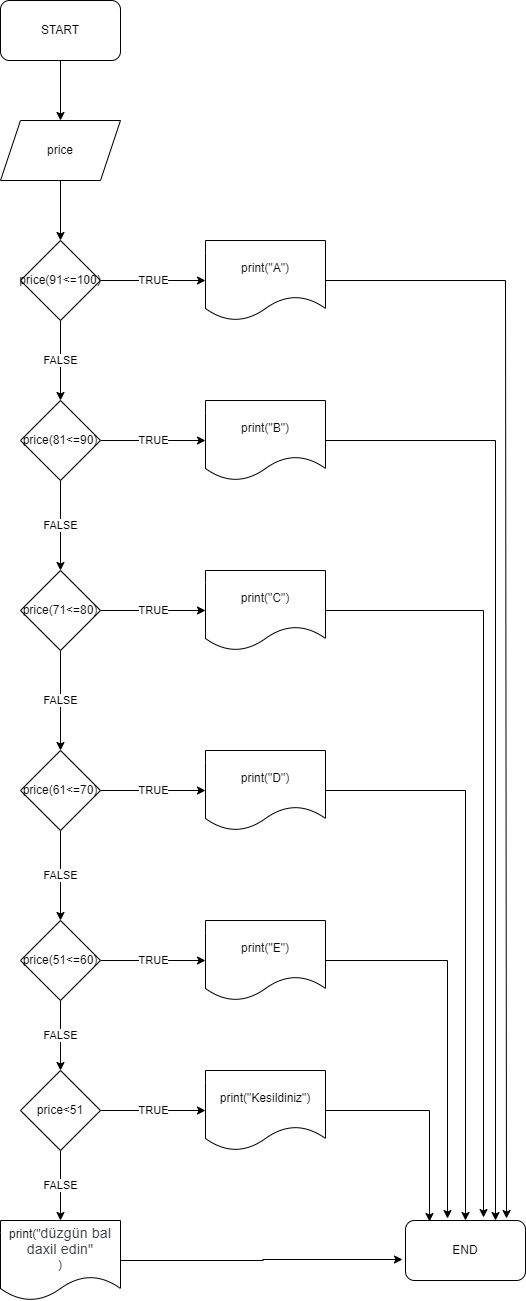 START
price
price(91<=100)
TRUE
print("A")
FALSE
price(81<=90)
TRUE
print("B")
FALSE
price(71<=80)
TRUE
print("C")
FALSE
price(61<=70)
TRUE
print("D")
FALSE
price(51<=60)
TRUE
print("E")
FALSE
price<51
TRUE
print("Kesildiniz")
FALSE
print("düzgün bal
daxil edin"
)
END